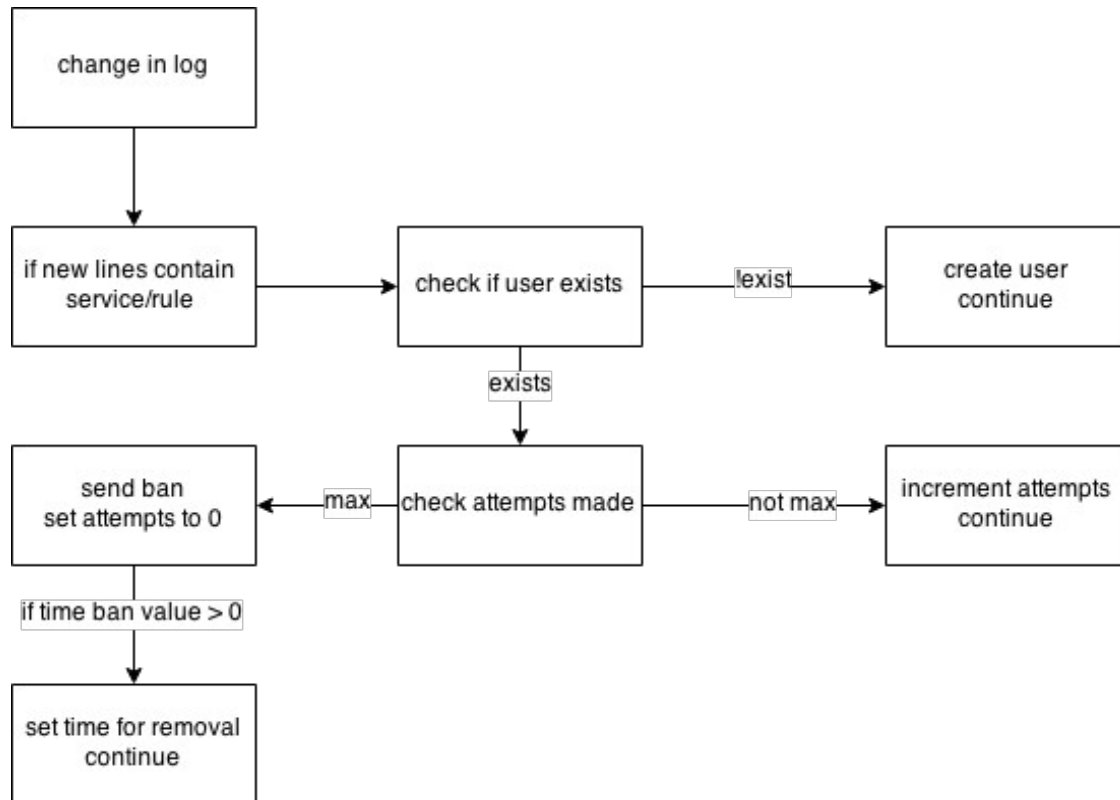 change in log
if new lines contain
service/rule
check if user exists
!exist
create user
continue
exists
send ban
set attempts to 0
max
check attempts made
not max
increment attempts
continue
if time ban value > 0
set time for removal
continue